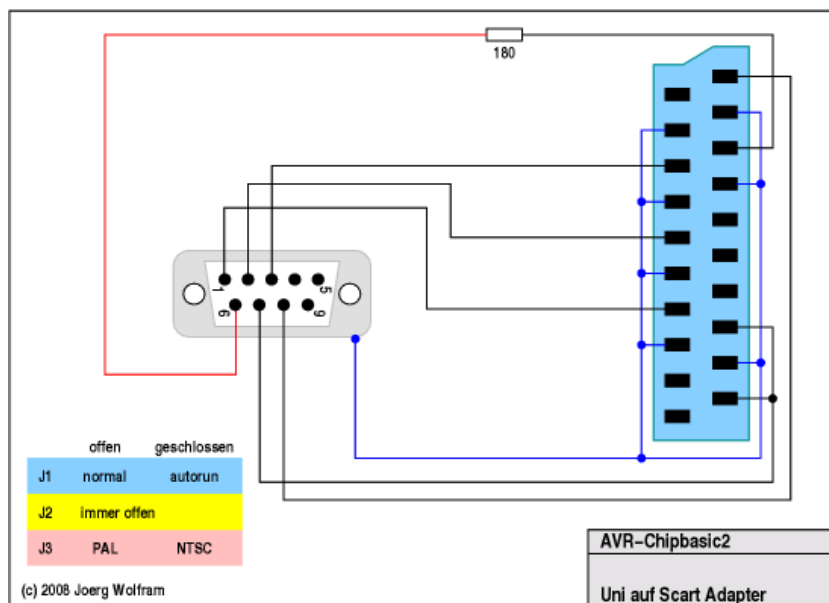 180
1
5
6
9
offen geschlossen
J1 normal autorun
J2 immer offen
J3 PAL NTSC
(c) 2008 Joerg Wolfram
AVR-Chipbasic2
Uni auf Scart Adapter